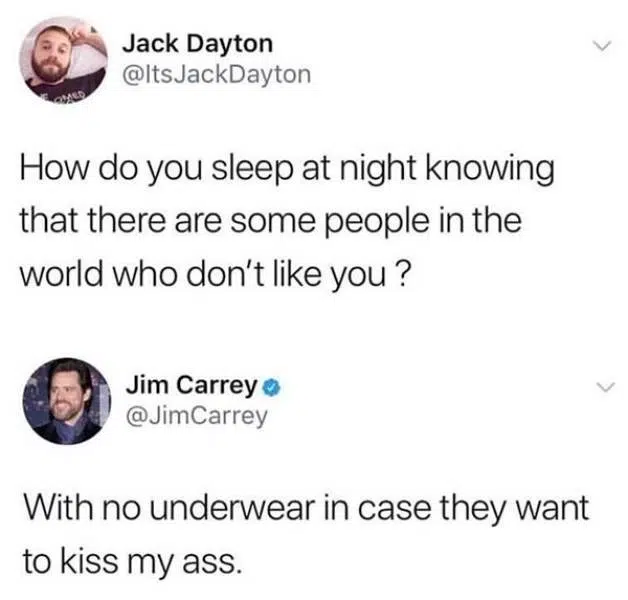 Jack Dayton
@ItsJackDayton
How do you sleep at night knowing
that there are some people in the
world who don't like you ?
Jim Carrey
@JimCarrey
With no underwear in case they want
to kiss my ass.